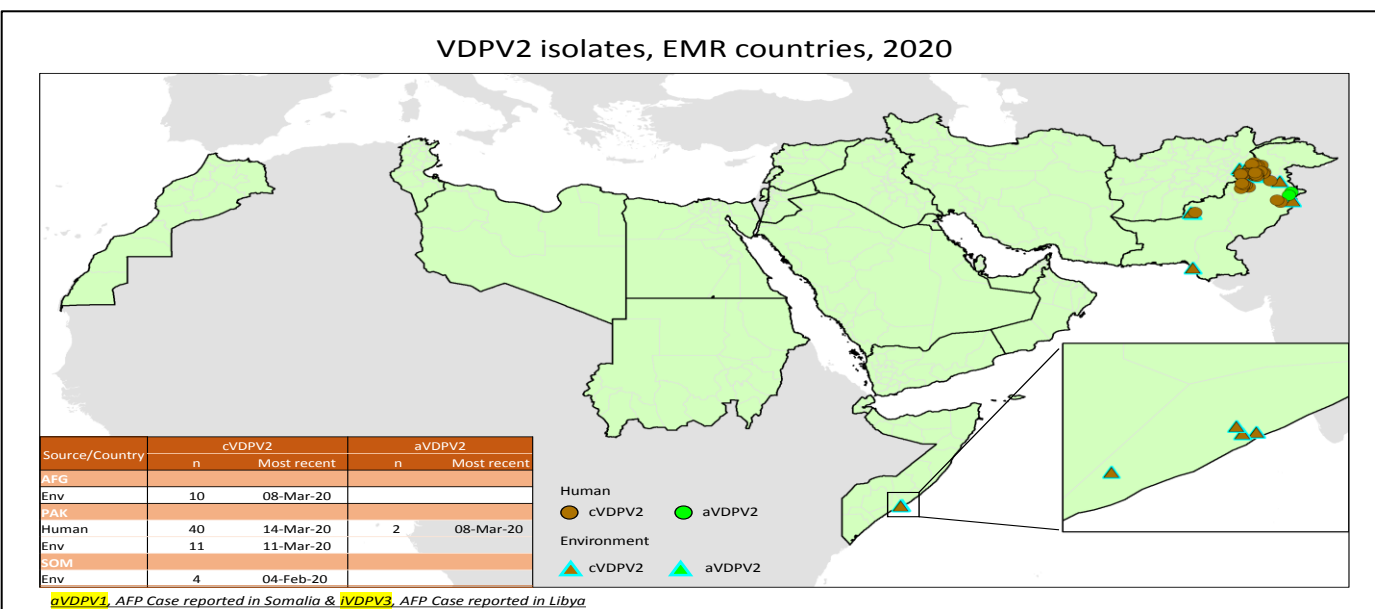 VDPV2 isolates, EMR countries, 2020
Source/Country cVDPV2 aVDPV2
n Most recent n Most recent
AFG
Env 10 08-Mar-20
PAK
Human 40 14-Mar-20 2 08-Mar-20
Env 11 11-Mar-20
SOM
Env 4 04-Feb-20
Human
cVDPV2 aVDPV2
Environment
cVDPV2 aVDPV2
aVDPV1, AFP Case reported in Somalia & iVDPV3, AFP Case reported in Libya